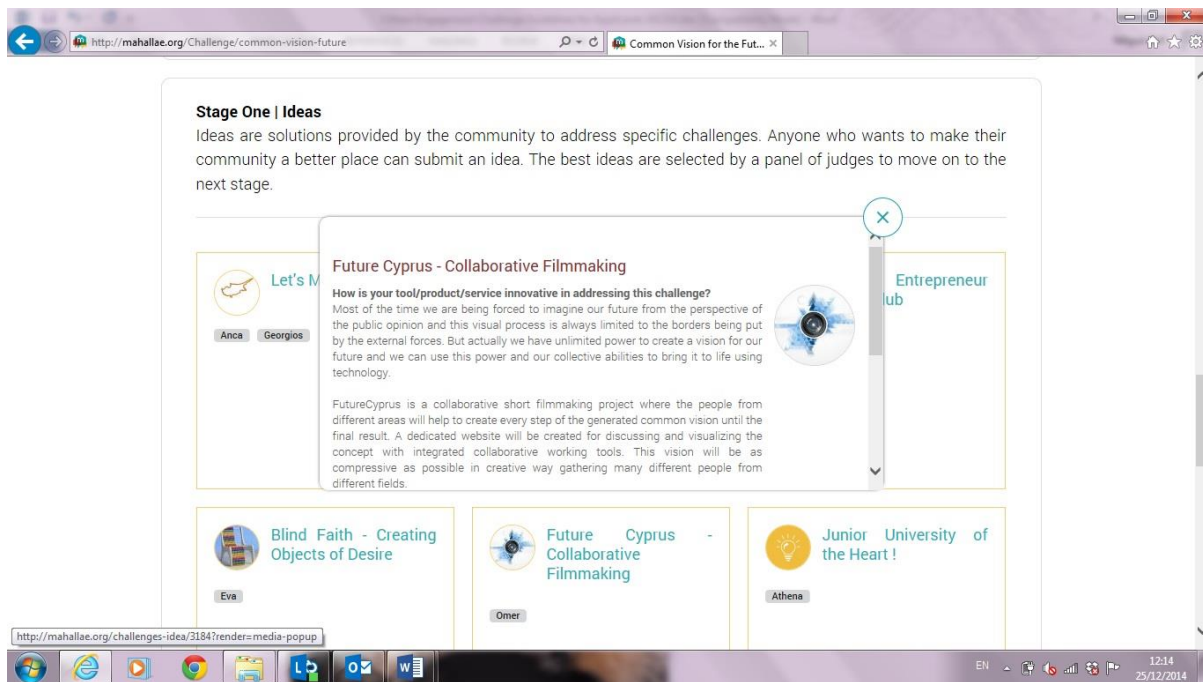 http://mahallae.org/Challenge/common-vision-future
Common Vision for the Fut...
Stage One | Ideas
Ideas are solutions provided by the community to address specific challenges. Anyone who wants to make their
community a better place can submit an idea. The best ideas are selected by a panel of judges to move on to the
next stage.
Let's M
Anca Georgios
Future Cyprus - Collaborative Filmmaking
How is your tool/product/service innovative in addressing this challenge?
Most of the time we are being forced to imagine our future from the perspective of
the public opinion and this visual process is always limited to the borders being put
by the external forces. But actually we have unlimited power to create a vision for our
future and we can use this power and our collective abilities to bring it to life using
technology.
FutureCyprus is a collaborative short filmmaking project where the people from
different areas will help to create every step of the generated common vision until the
final result. A dedicated website will be created for discussing and visualizing the
concept with integrated collaborative working tools. This vision will be as
compressive as possible in creative way gathering many different people from
different fields.
Entrepreneur
lub
Blind Faith - Creating
Objects of Desire
Eva
Future Cyprus -
Collaborative
Filmmaking
Omer
Junior University of
the Heart !
Athena
http://mahallae.org/challenges-idea/3184?render=media-popup
EN
12:14
25/12/2014